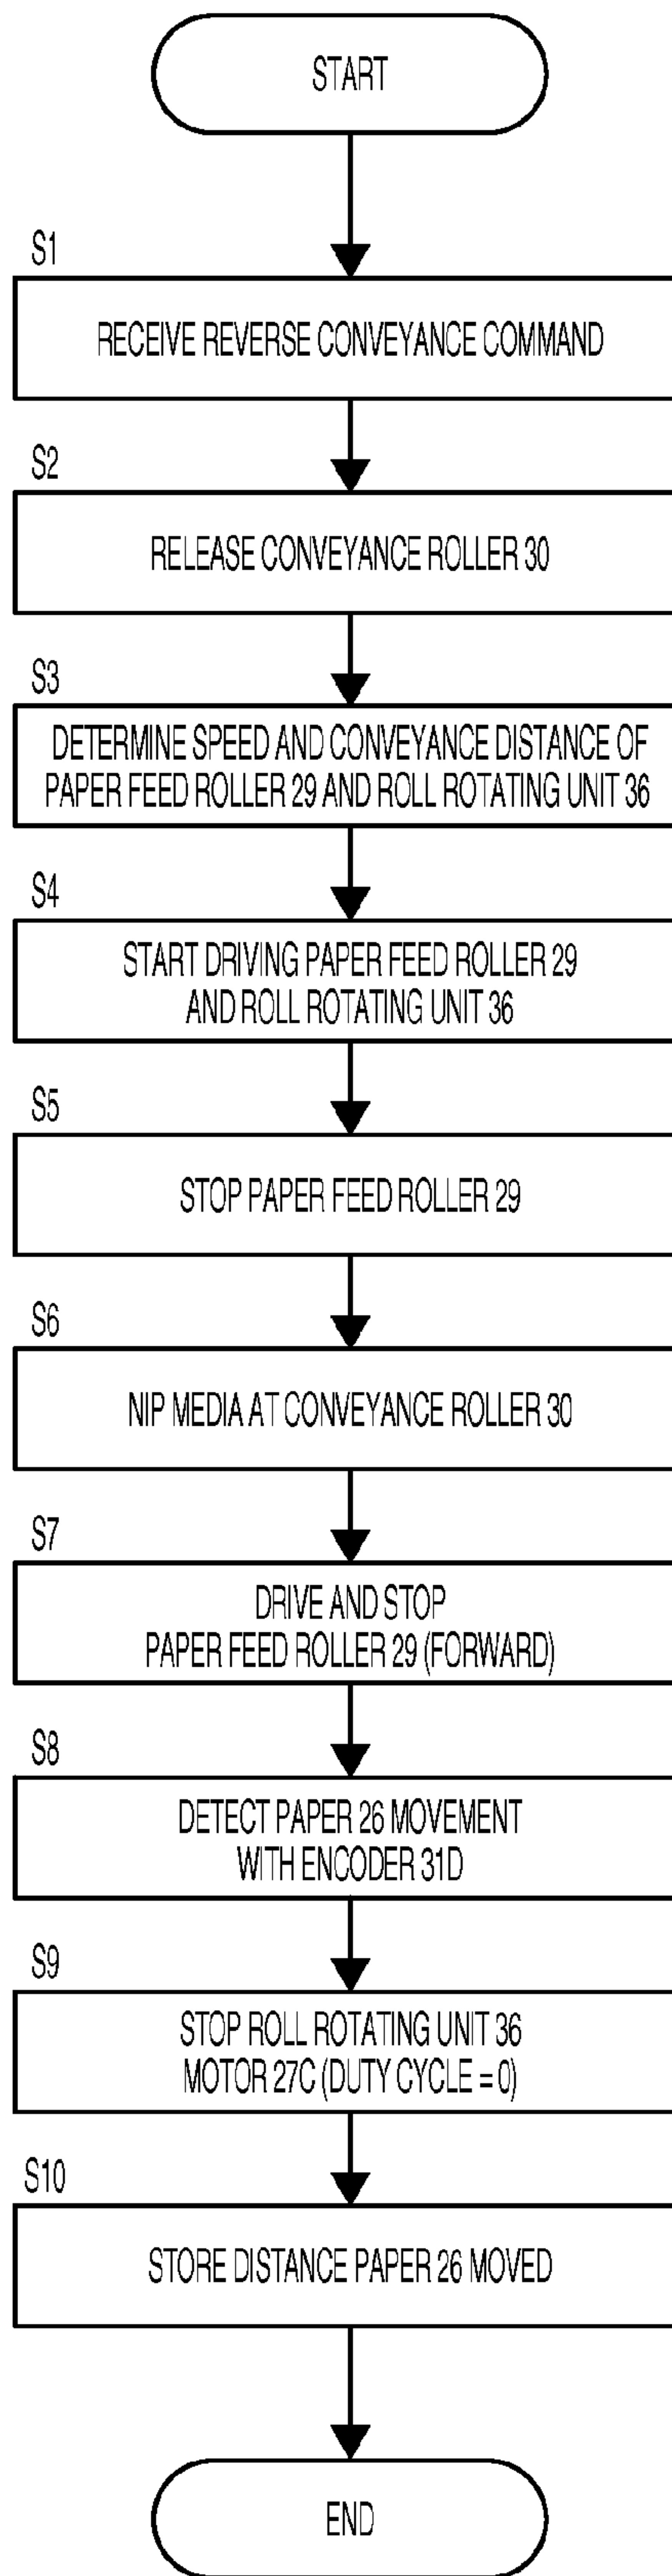 START
S1
RECEIVE REVERSE CONVEYANCE COMMAND
S2
RELEASE CONVEYANCE ROLLER 30
S3
DETERMINE SPEED AND CONVEYANCE DISTANCE OF
PAPER FEED ROLLER 29 AND ROLL ROTATING UNIT 36
S4
START DRIVING PAPER FEED ROLLER 29
AND ROLL ROTATING UNIT 36
S5
STOP PAPER FEED ROLLER 29
S6
NIP MEDIA AT CONVEYANCE ROLLER 30
S7
DRIVE AND STOP
PAPER FEED ROLLER 29 (FORWARD)
S8
DETECT PAPER 26 MOVEMENT
WITH ENCODER 31D
S9
STOP ROLL ROTATING UNIT 36
MOTOR 27C (DUTY CYCLE = 0)
S10
STORE DISTANCE PAPER 26 MOVED
END